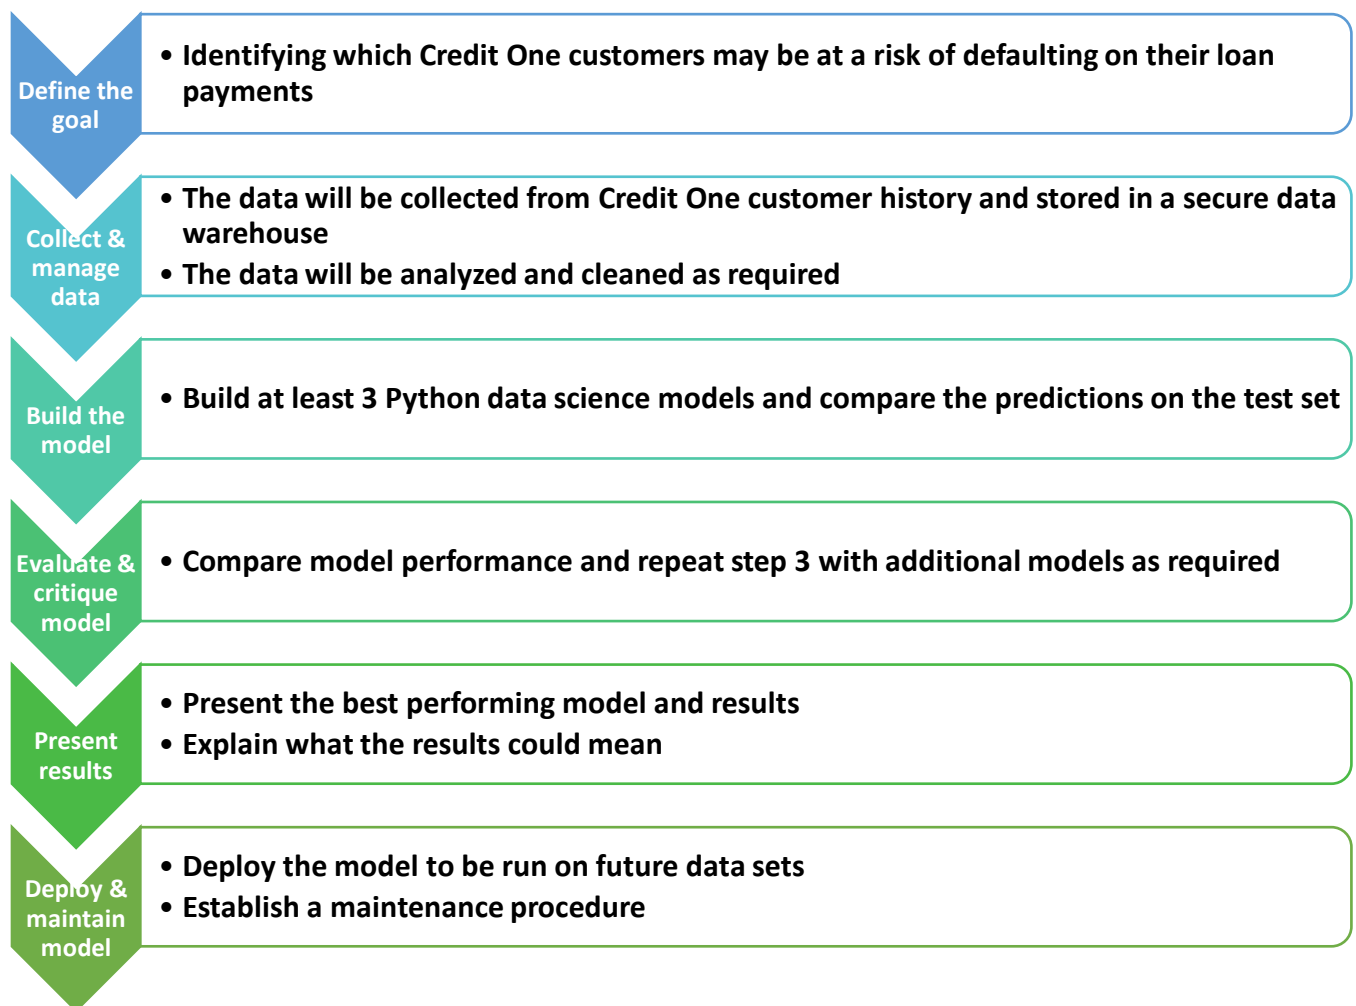 Define the
goal
• Identifying which Credit One customers may be at a risk of defaulting on their loan
payments
Collect &
manage
data
• The data will be collected from Credit One customer history and stored in a secure data
warehouse
• The data will be analyzed and cleaned as required
Build the
model
• Build at least 3 Python data science models and compare the predictions on the test set
Evaluate &
critique
model
• Compare model performance and repeat step 3 with additional models as required
Present
results
• Present the best performing model and results
• Explain what the results could mean
Deploy &
maintain
model
• Deploy the model to be run on future data sets
• Establish a maintenance procedure